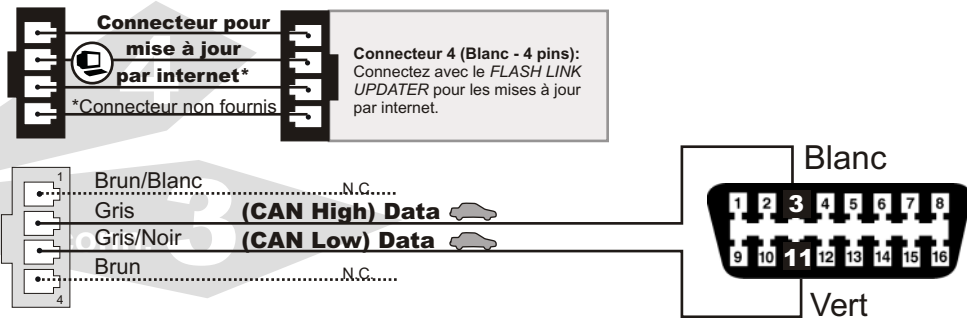 Connecteur pour
mise à jour
par internet*
*Connecteur non fournis
Connecteur 4 (Blanc - 4 pins):
Connectez avec le FLASH LINK
UPDATER pour les mises à jour
par internet.
4
Blanc
1 Brun/Blanc N.C.
Gris (CAN High) Data
Gris/Noir (CAN Low) Data
Brun N.C.
4
3
1 2 3 4 5 6 7 8
9 10 11 12 13 14 15 16
Vert